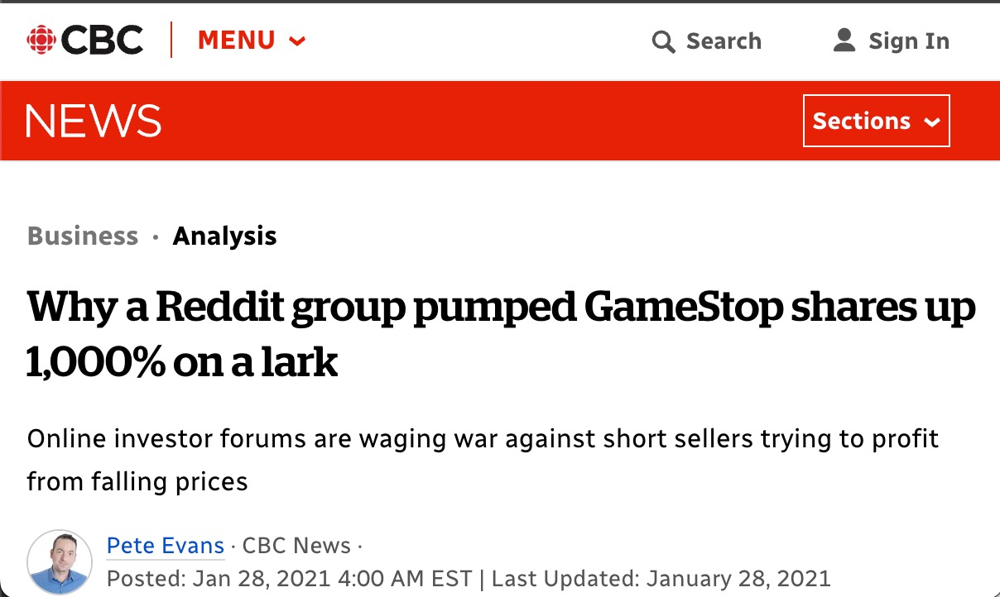 CBC MENU Search Sign In
NEWS Sections
Business · Analysis
Why a Reddit group pumped GameStop shares up
1,000% on a lark
Online investor forums are waging war against short sellers trying to profit
from falling prices
Pete Evans · CBC News ·
Posted: Jan 28, 2021 4:00 AM EST | Last Updated: January 28, 2021